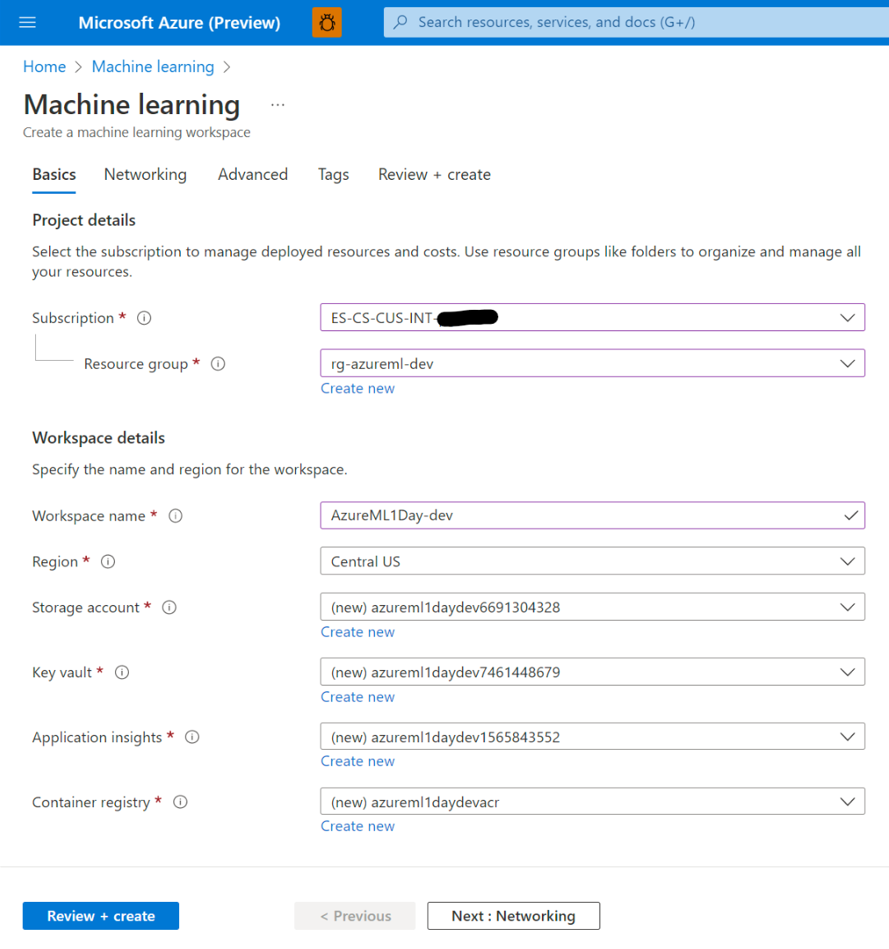 Microsoft Azure (Preview)
Search resources, services, and docs (G+/)
Home > Machine learning >
Machine learning ...
Create a machine learning workspace
Basics Networking Advanced Tags Review + create
Project details
Select the subscription to manage deployed resources and costs. Use resource groups like folders to organize and manage all
your resources.
Subscription * ES-CS-CUS-INT-
Resource group * rg-azureml-dev
Create new
Workspace details
Specify the name and region for the workspace.
Workspace name * AzureML1Day-dev
Region * Central US
Storage account * (new) azureml1daydev6691304328
Create new
Key vault * (new) azureml1daydev7461448679
Create new
Application insights * (new) azureml1daydev1565843552
Create new
Container registry * (new) azureml1daydevacr
Create new
Review + create < Previous Next : Networking